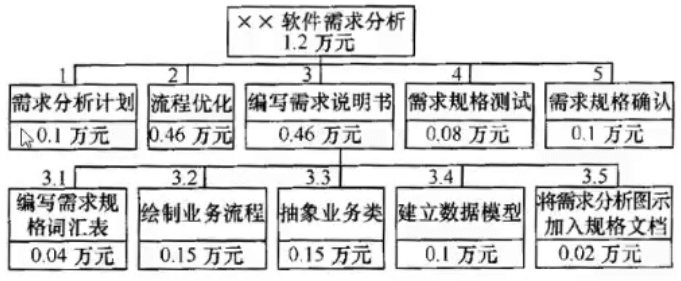 ××软件需求分析
1.2 万元
1
2
3
4
5
需求分析计划
流程优化
编写需求说明书
需求规格测试
需求规格确认
0.1 万元
0.46 万元
0.46 万元
0.08 万元
0.1 万元
3.1
3.2
3.3
3.4
3.5
编写需求规
格词汇表
绘制业务流程
抽象业务类
建立数据模型
将需求分析图示
加入规格文档
0.04 万元
0.15 万元
0.15 万元
0.1 万元
0.02 万元